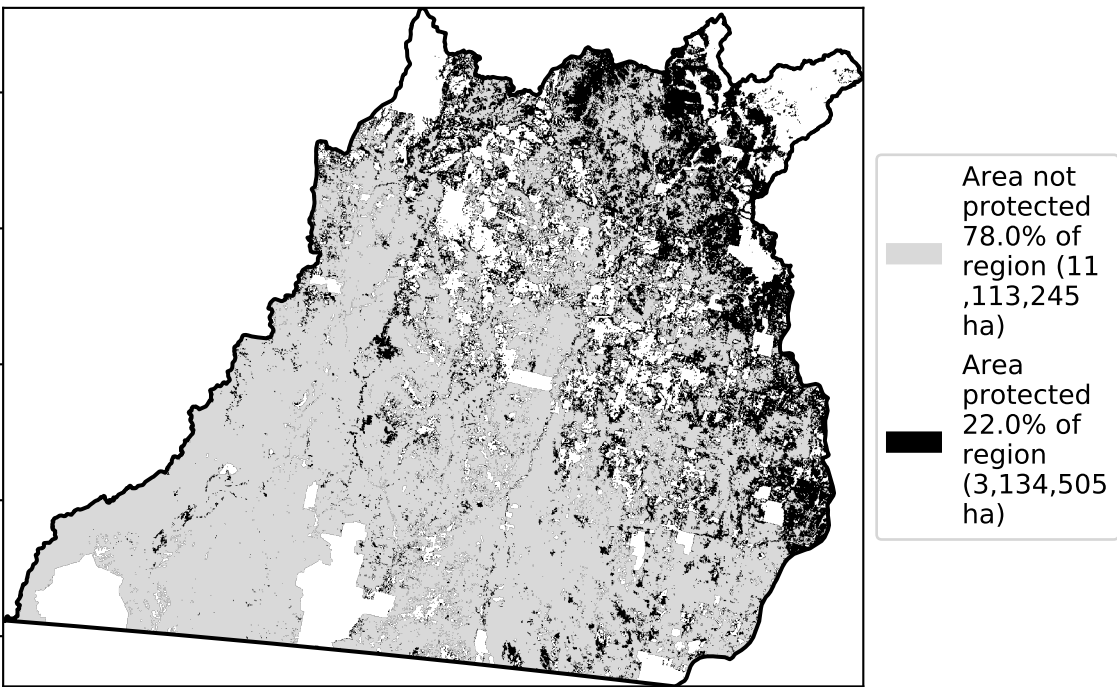 Area not
protected
78.0% of
region (11
,113,245
ha)
Area
protected
22.0% of
region
(3,134,505
ha)